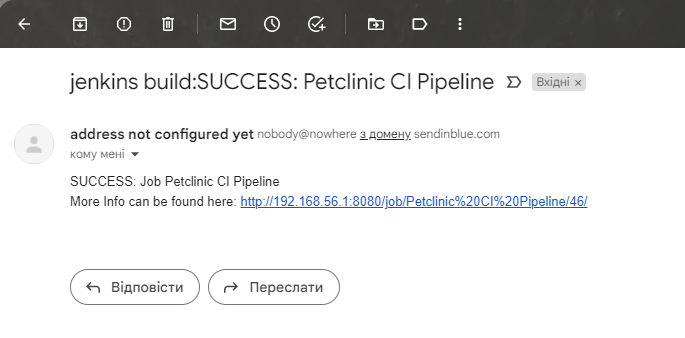 jenkins build:SUCCESS: Petclinic CI Pipeline Вхідні ×
address not configured yet nobody@nowhere з домену sendinblue.com
кому мені
SUCCESS: Job Petclinic CI Pipeline
More Info can be found here: http://192.168.56.1:8080/job/Petclinic%20CI%20Pipeline/46/
Відповісти Переслати